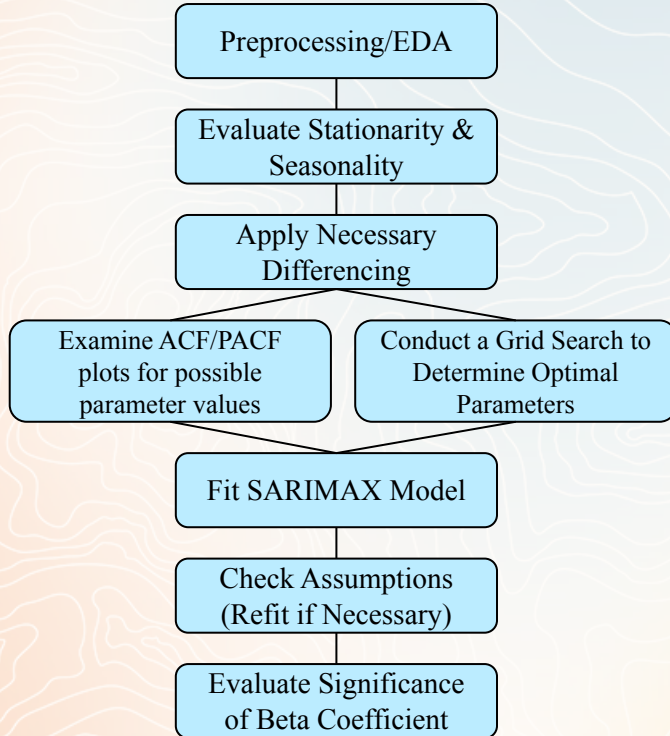 Preprocessing/EDA
Evaluate Stationarity &
Seasonality
Apply Necessary
Differencing
Examine ACF/PACF
plots for possible
parameter values
Conduct a Grid Search to
Determine Optimal
Parameters
Fit SARIMAX Model
Check Assumptions
(Refit if Necessary)
Evaluate Significance
of Beta Coefficient